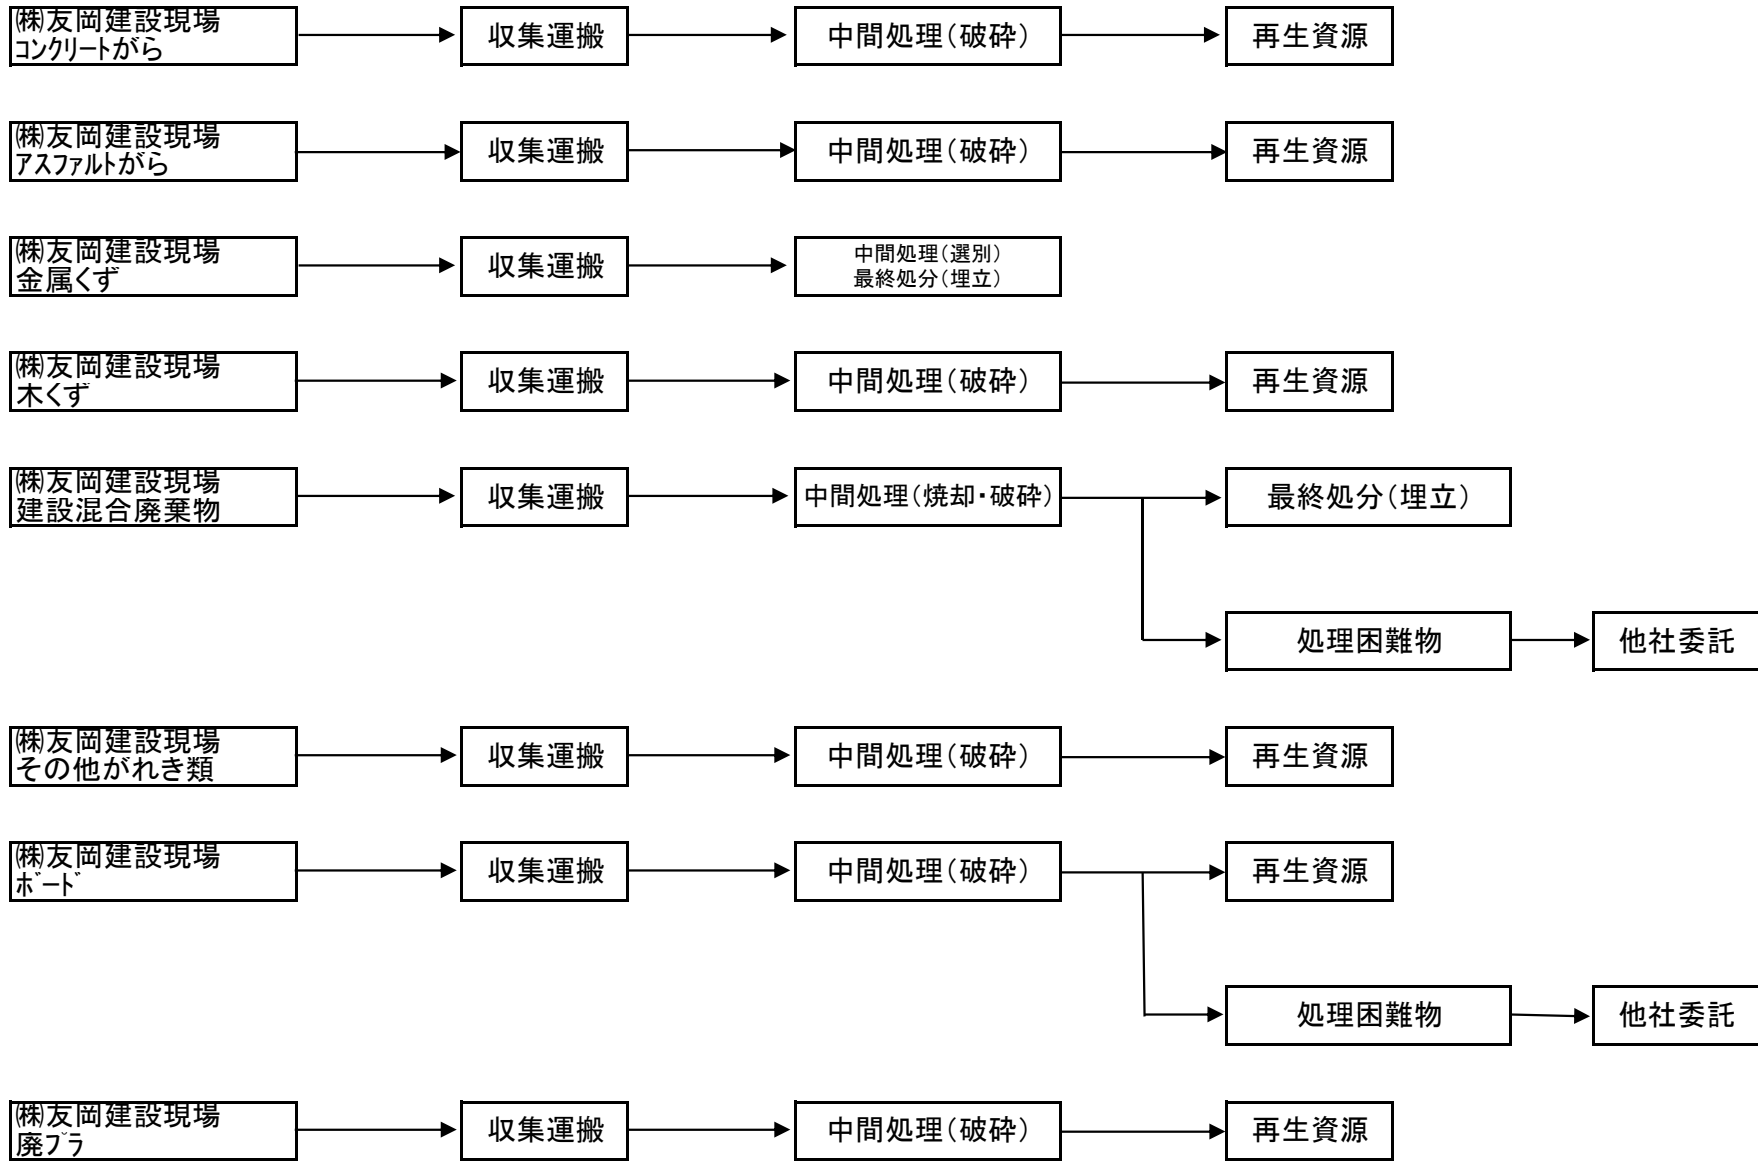 ㈱友岡建設現場
コンクリートがら
収集運搬
中間処理（破砕）
再生資源
㈱友岡建設現場
アスファルトがら
収集運搬
中間処理（破砕）
再生資源
㈱友岡建設現場
金属くず
収集運搬
中間処理（選別）
最終処分（埋立）
㈱友岡建設現場
木くず
収集運搬
中間処理（破砕）
再生資源
㈱友岡建設現場
建設混合廃棄物
収集運搬
中間処理（焼却・破砕）
最終処分（埋立）
処理困難物
他社委託
㈱友岡建設現場
その他がれき類
収集運搬
中間処理（破砕）
再生資源
㈱友岡建設現場
ﾎﾞｰﾄﾞ
収集運搬
中間処理（破砕）
再生資源
処理困難物
他社委託
㈱友岡建設現場
廃ﾌﾟﾗ
収集運搬
中間処理（破砕）
再生資源